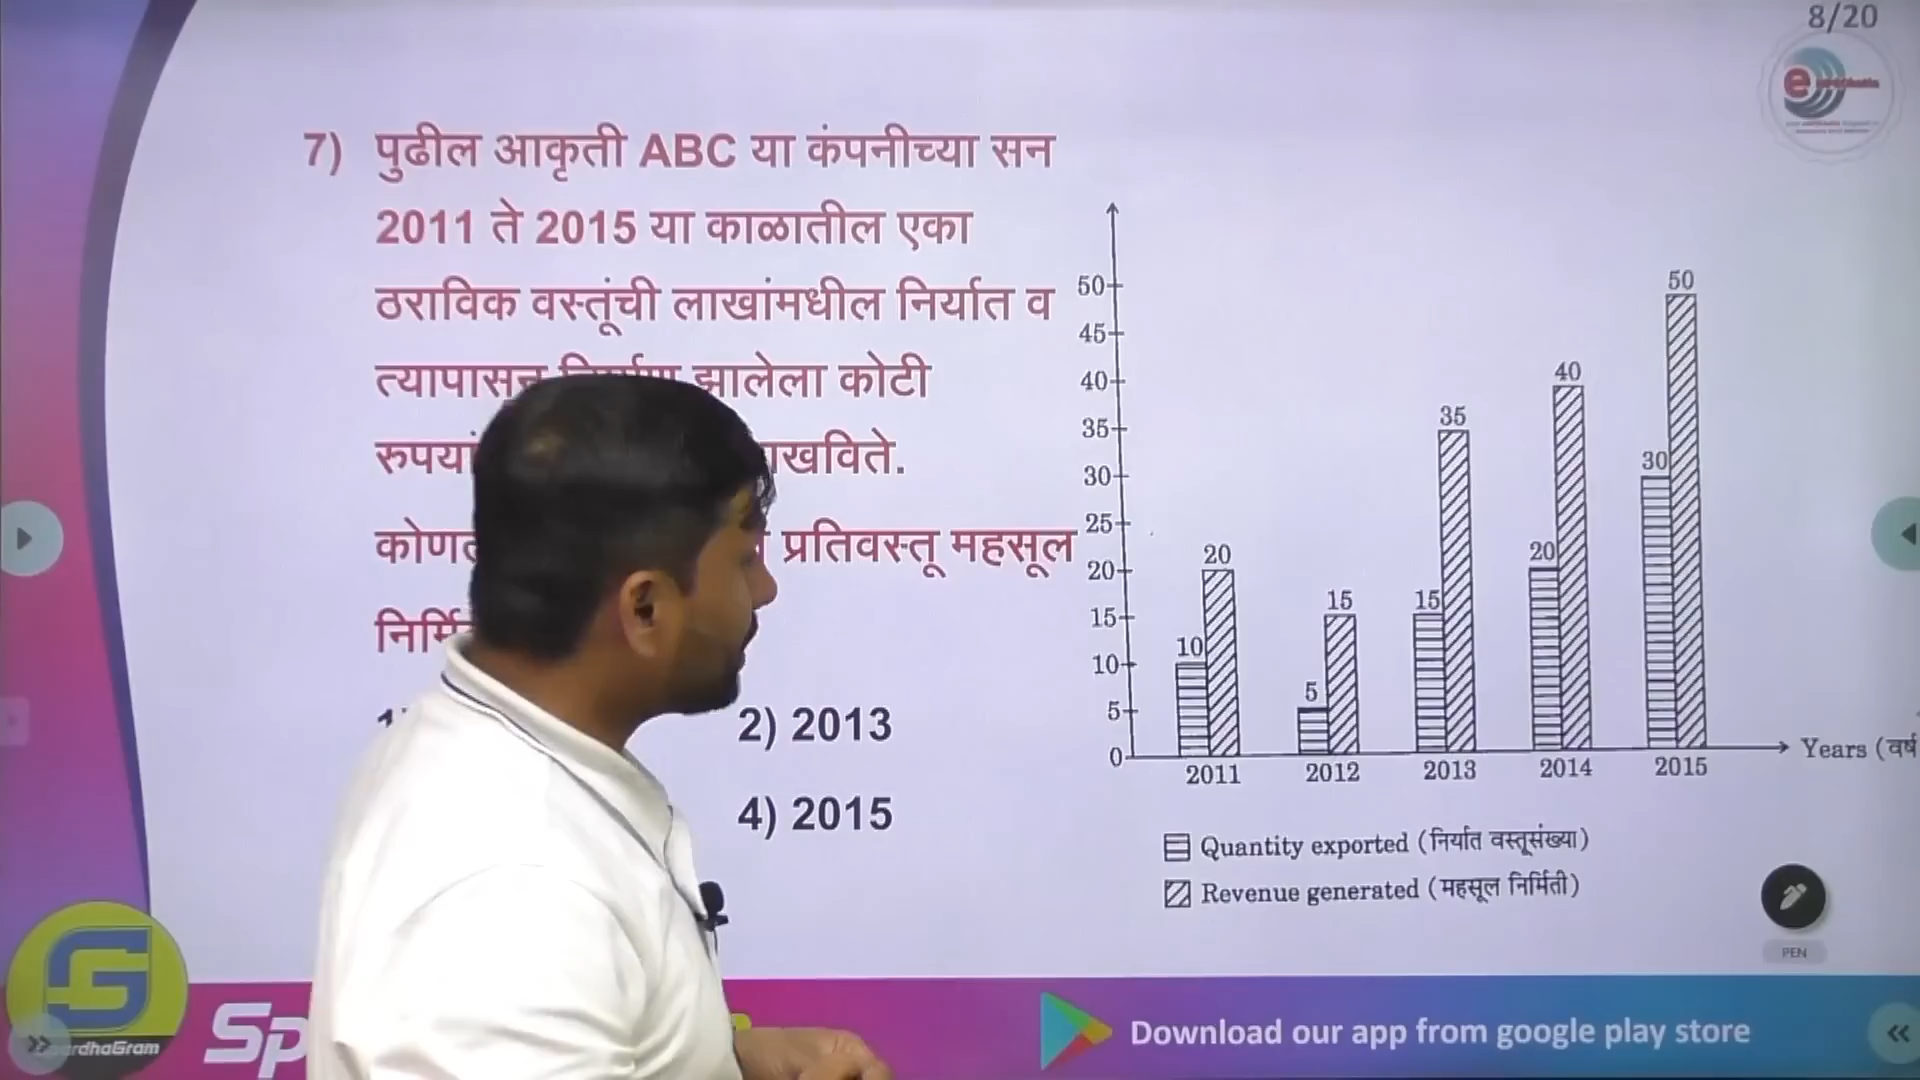 8/20
7) पुढील आकृती ABC या कंपनीच्या सन
2011 ते 2015 या काळातील एका
ठराविक वस्तूंची लाखांमधील निर्यात व
झालेला कोटी
प्रतिवस्तू महसूल
2) 2013
4) 2015
50
45
40
35
30
25
20
15
10
5
0
10 20
5 15
15 35
20 40
30 50
2011 2012 2013 2014 2015
Years (वर्ष
Quantity exported (निर्यात वस्तूसंख्या)
Revenue generated (महसूल निर्मिती)
PEN
Download our app from google play store